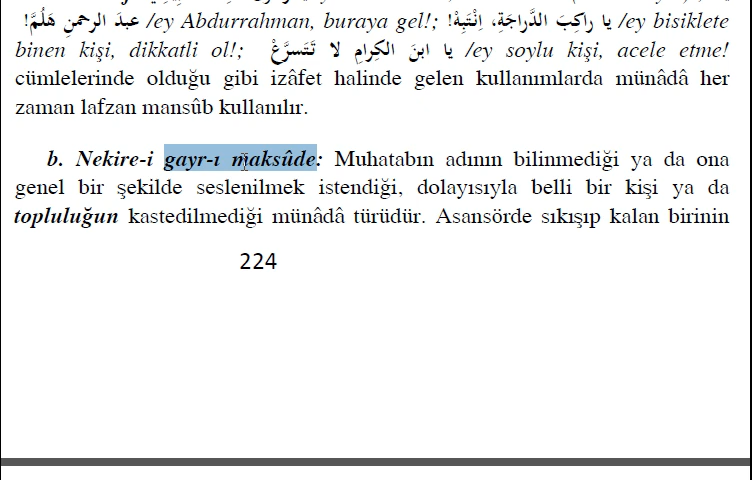 عبدَ الرحمنِ هَلُمَّ! /ey Abdurrahman, buraya gel!; يا راكِبَ الدَّراجَةِ، اِنْتَبِهْ! /ey bisiklete
binen kişi, dikkatli ol!; يا ابنَ الكِرامِ لا تَتَسرَّعْ /ey soylu kişi, acele etme!
cümlelerinde olduğu gibi izâfet halinde gelen kullanımlarda münâdâ her
zaman lafzan mansûb kullanılır.
b. Nekire-i gayr-ı maksûde: Muhatabın adının bilinmediği ya da ona
genel bir şekilde seslenilmek istendiği, dolayısıyla belli bir kişi ya da
topluluğun kastedilmediği münâdâ türüdür. Asansörde sıkışıp kalan birinin
224